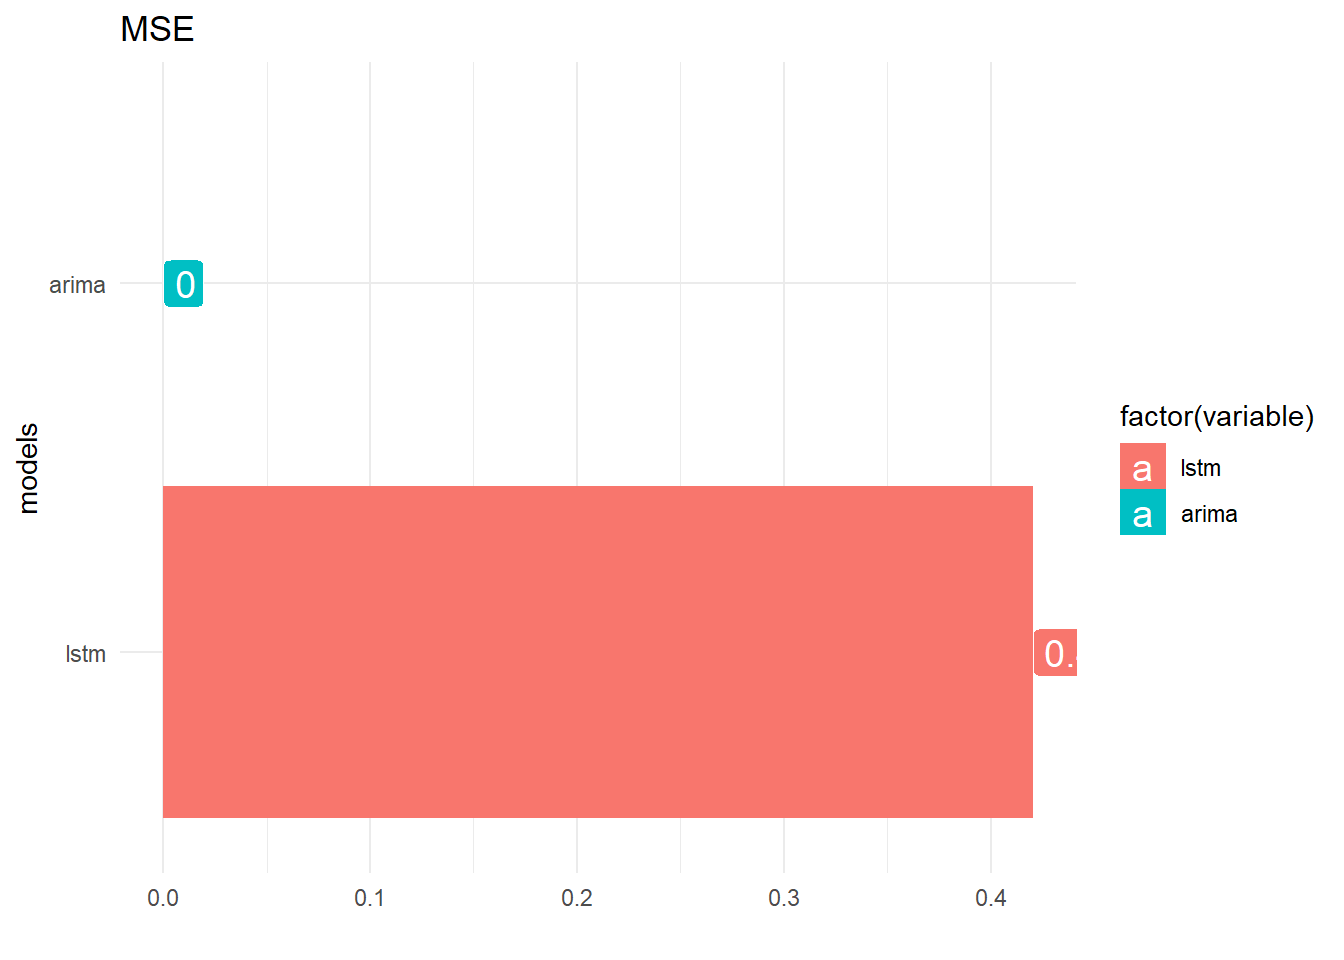 MSE
arima
0
models
lstm
0.
0.0
0.1
0.2
0.3
0.4
factor(variable)
a lstm
a arima